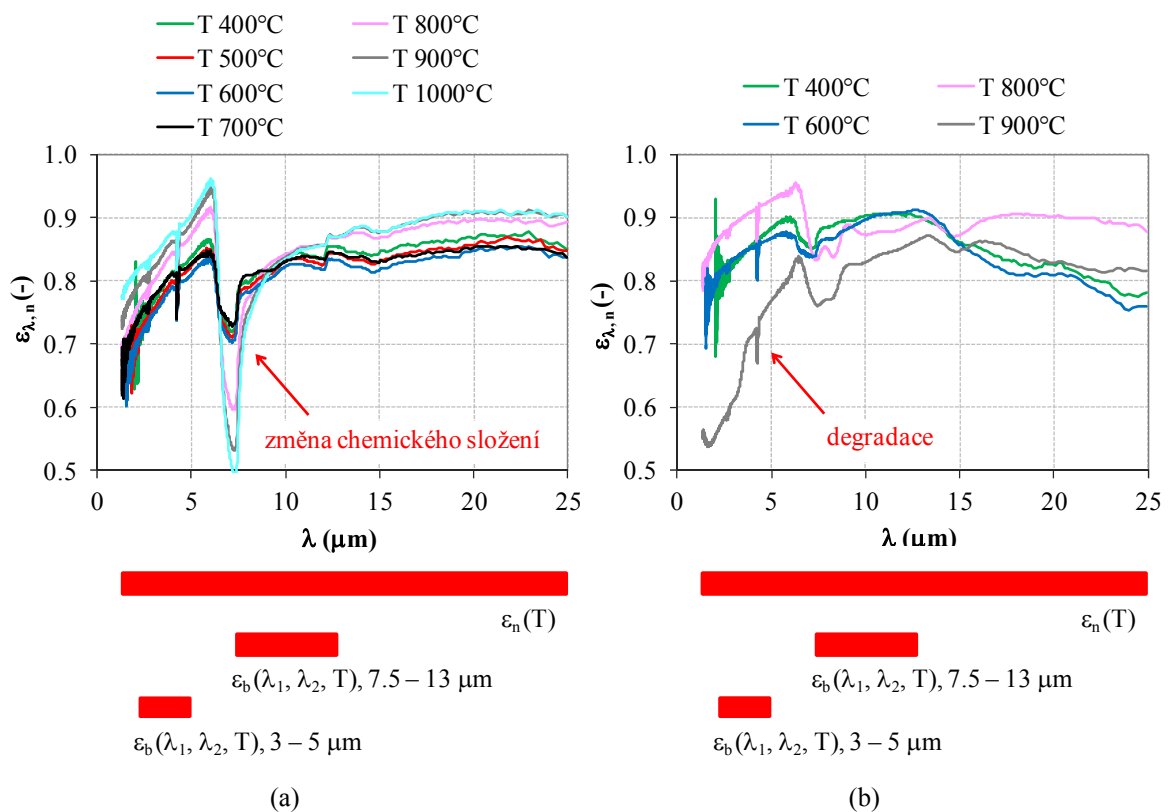 T 400°C T 800°C
T 500°C T 900°C
T 600°C T 1000°C
T 700°C
1.0
0.9
0.8
0.7
0.6
0.5
ελ,n (-)
změna chemického složení
0 5 10 15 20 25
λ (μm)
εn(T)
εb(λ1, λ2, T), 7.5 – 13 μm
εb(λ1, λ2, T), 3 – 5 μm
(a)
T 400°C T 800°C
T 600°C T 900°C
1.0
0.9
0.8
0.7
0.6
0.5
ελ,n (-)
degradace
0 5 10 15 20 25
λ (μm)
εn(T)
εb(λ1, λ2, T), 7.5 – 13 μm
εb(λ1, λ2, T), 3 – 5 μm
(b)